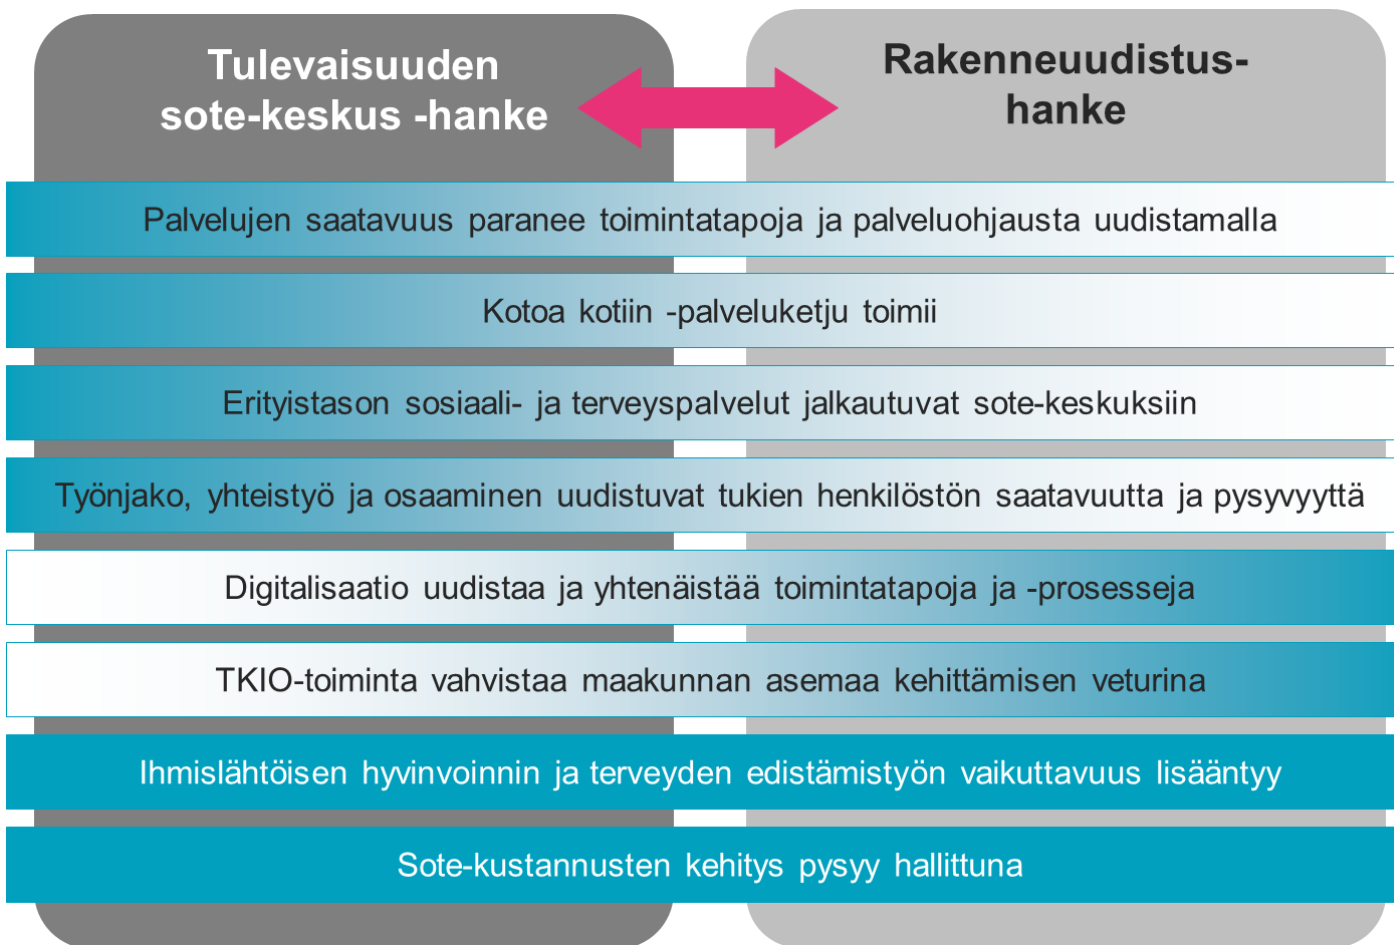 Tulevaisuuden
sote-keskus -hanke
Rakenneuudistus-
hanke
Palvelujen saatavuus paranee toimintatapoja ja palveluohjausta uudistamalla
Kotoa kotiin -palveluketju toimii
Erityistason sosiaali- ja terveyspalvelut jalkautuvat sote-keskuksiin
Työnjako, yhteistyö ja osaaminen uudistuvat tukien henkilöstön saatavuutta ja pysyvyyttä
Digitalisaatio uudistaa ja yhtenäistää toimintatapoja ja -prosesseja
TKIO-toiminta vahvistaa maakunnan asemaa kehittämisen veturina
Ihmislähtöisen hyvinvoinnin ja terveyden edistämistyön vaikuttavuus lisääntyy
Sote-kustannusten kehitys pysyy hallittuna